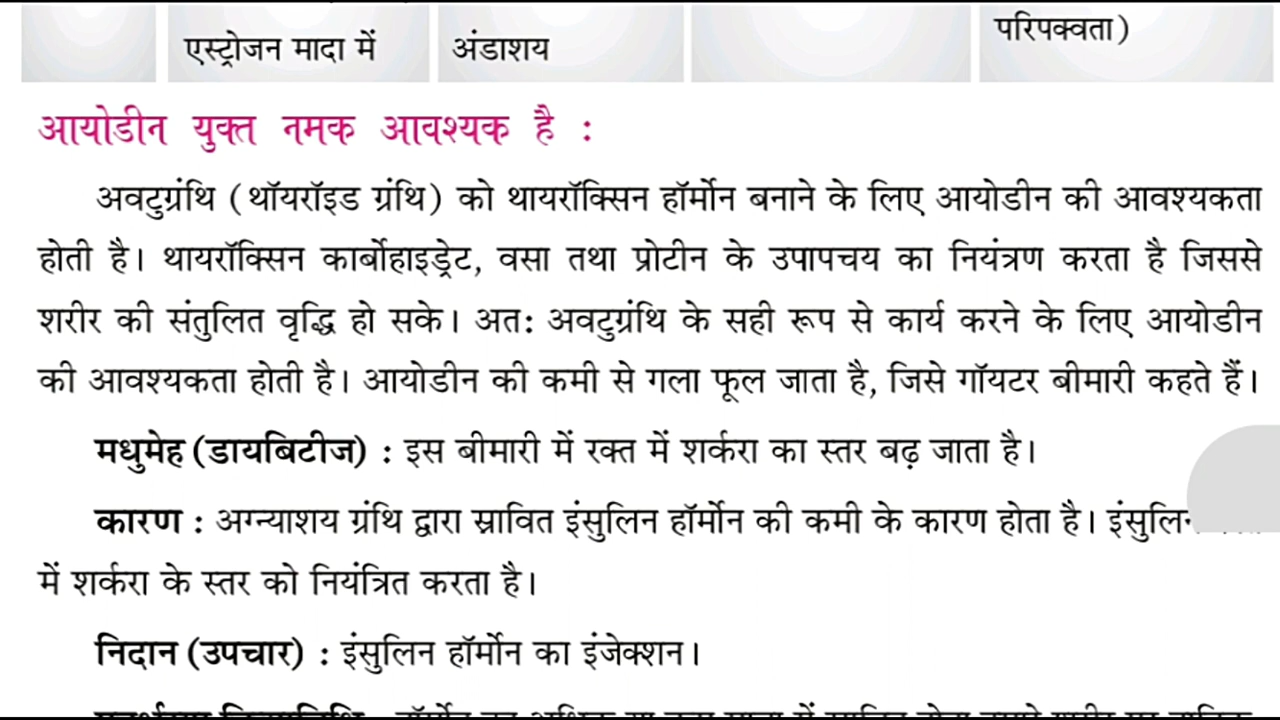 एस्ट्रोजन मादा में अंडाशय परिपक्वता)
आयोडीन युक्त नमक आवश्यक है :
अवटुग्रंथि (थॉयरॉइड ग्रंथि) को थायरॉक्सिन हॉर्मोन बनाने के लिए आयोडीन की आवश्यकता
होती है। थायरॉक्सिन कार्बोहाइड्रेट, वसा तथा प्रोटीन के उपापचय का नियंत्रण करता है जिससे
शरीर की संतुलित वृद्धि हो सके। अत: अवटुग्रंथि के सही रूप से कार्य करने के लिए आयोडीन
की आवश्यकता होती है। आयोडीन की कमी से गला फूल जाता है, जिसे गॉयटर बीमारी कहते हैं।
मधुमेह (डायबिटीज) : इस बीमारी में रक्त में शर्करा का स्तर बढ़ जाता है।
कारण : अग्न्याशय ग्रंथि द्वारा स्रावित इंसुलिन हॉर्मोन की कमी के कारण होता है।
में शर्करा के स्तर को नियंत्रित करता है।
निदान (उपचार) : इंसुलिन हॉर्मोन का इंजेक्शन।